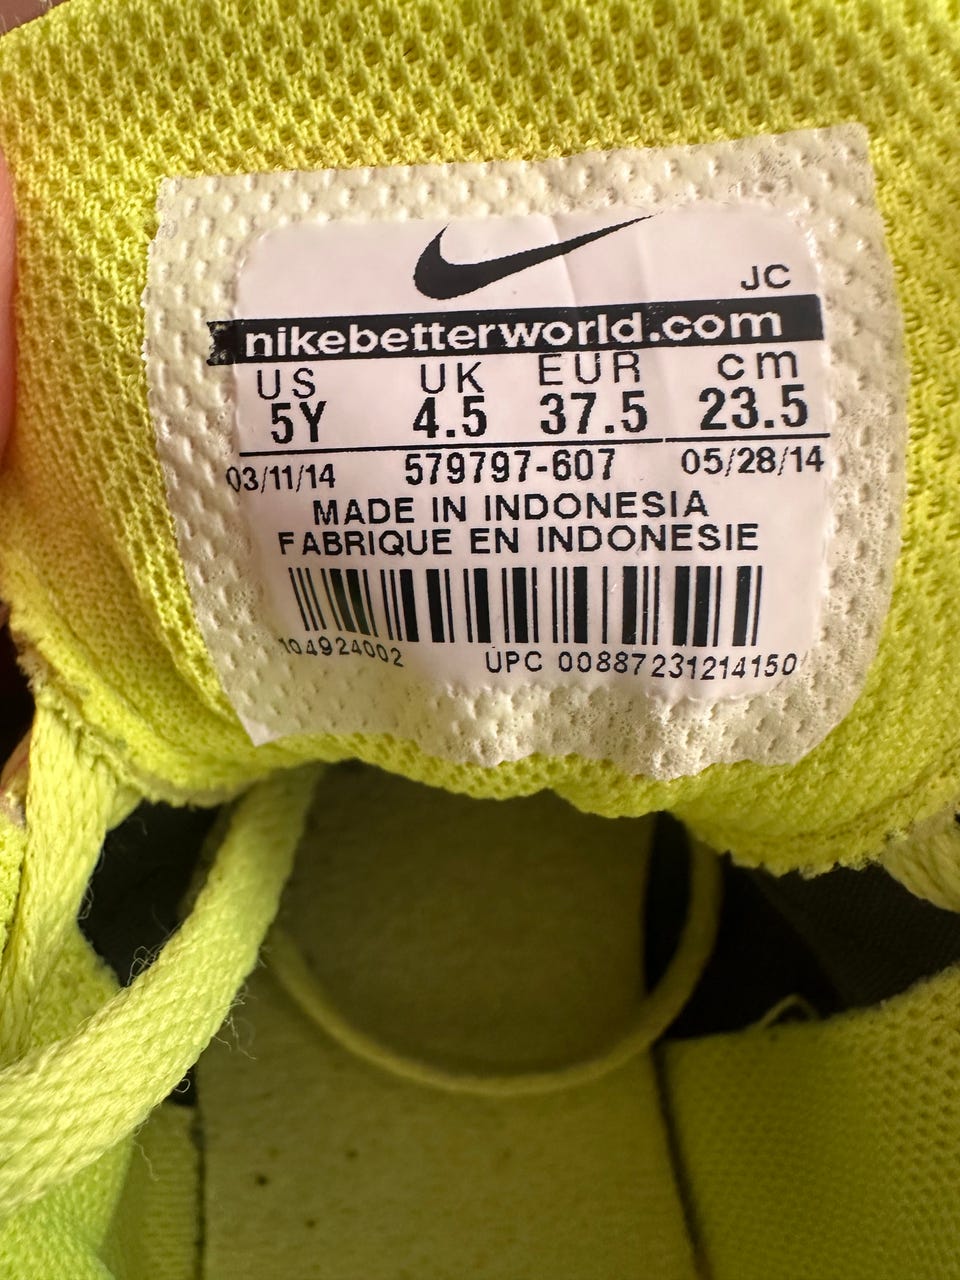 JC
nikebetterworld.com
US UK EUR cm
5Y 4.5 37.5 23.5
03/11/14 579797-607 05/28/14
MADE IN INDONESIA
FABRIQUE EN INDONESIE
104924002 UPC 00887231214150